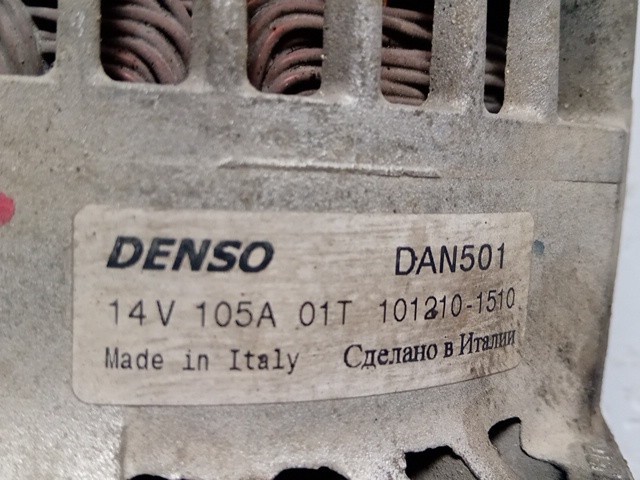 DENSO DAN501
14V 105A 01T 101210-1510
Made in Italy Сделано в Италии